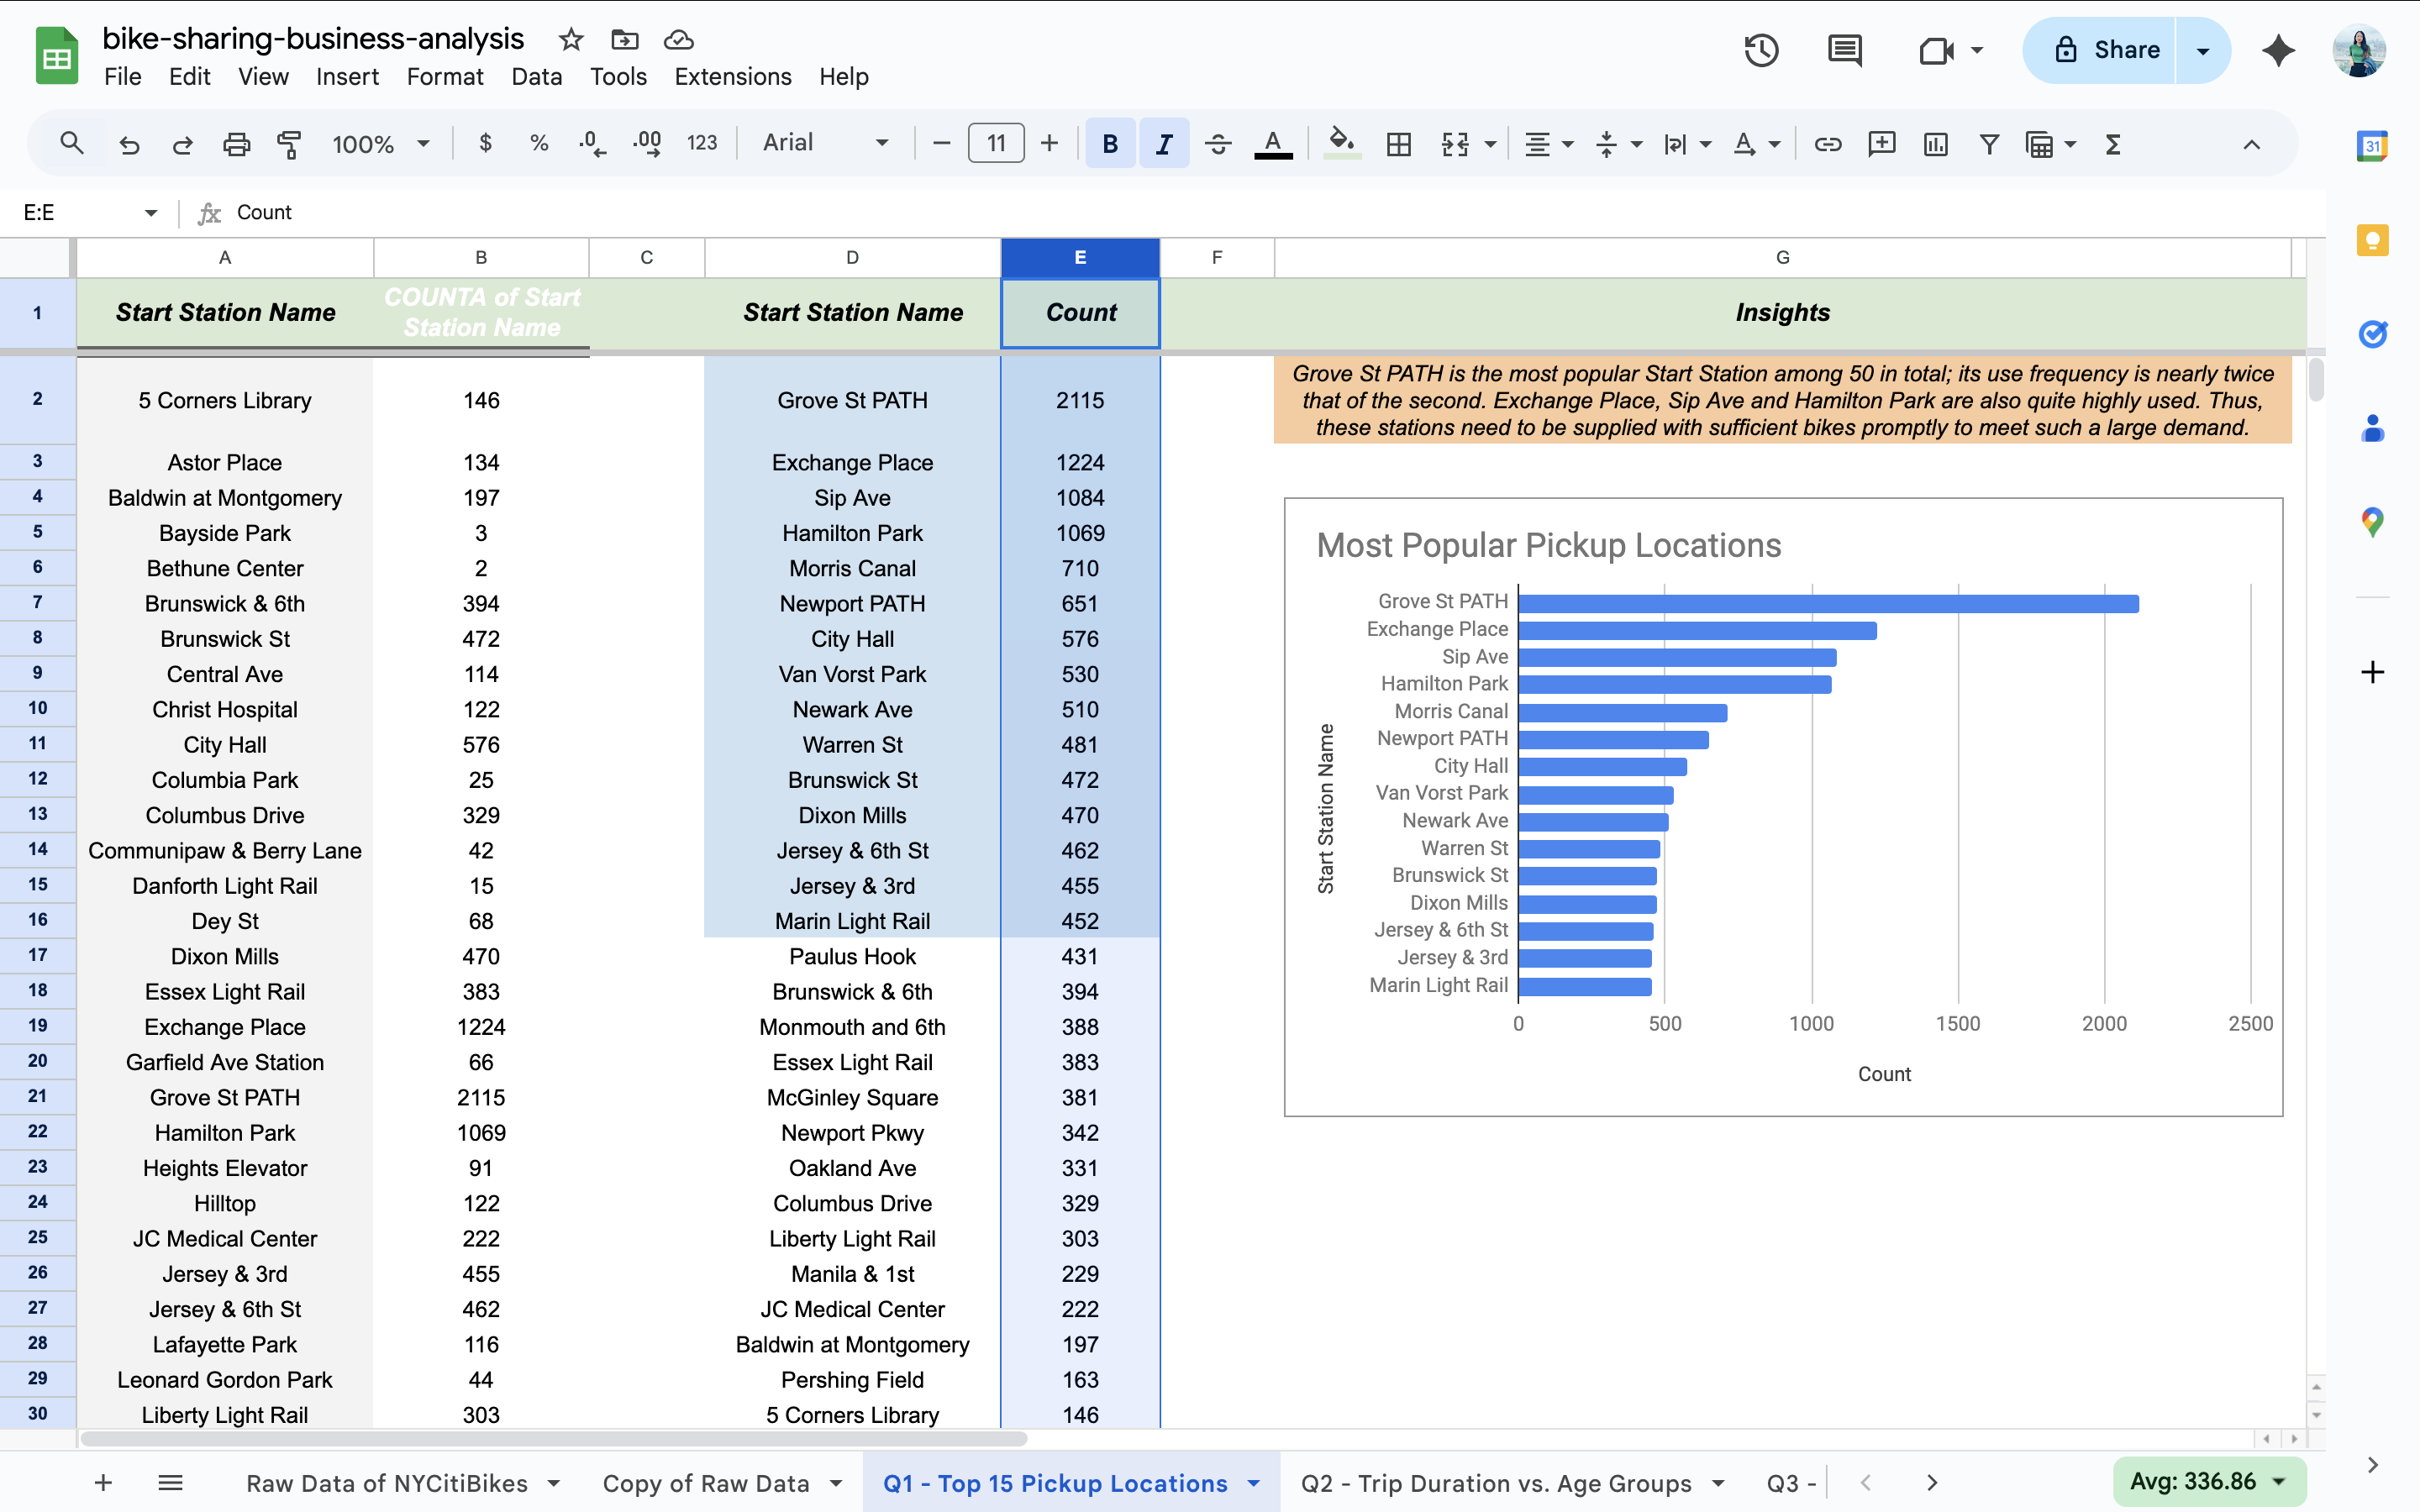 bike-sharing-business-analysis
File Edit View Insert Format Data Tools Extensions Help
Share
100% $ % .0 .00 123 Arial 11 B I A
31
E:E fx Count
A B C D E F G
1 Start Station Name COUNTA of Start Station Name Start Station Name Count Insights
2 5 Corners Library 146 Grove St PATH 2115
Grove St PATH is the most popular Start Station among 50 in total; its use frequency is nearly twice
that of the second. Exchange Place, Sip Ave and Hamilton Park are also quite highly used. Thus,
these stations need to be supplied with sufficient bikes promptly to meet such a large demand.
3 Astor Place 134 Exchange Place 1224
4 Baldwin at Montgomery 197 Sip Ave 1084
5 Bayside Park 3 Hamilton Park 1069
6 Bethune Center 2 Morris Canal 710
7 Brunswick & 6th 394 Newport PATH 651
8 Brunswick St 472 City Hall 576
9 Central Ave 114 Van Vorst Park 530
10 Christ Hospital 122 Newark Ave 510
11 City Hall 576 Warren St 481
12 Columbia Park 25 Brunswick St 472
13 Columbus Drive 329 Dixon Mills 470
14 Communipaw & Berry Lane 42 Jersey & 6th St 462
15 Danforth Light Rail 15 Jersey & 3rd 455
16 Dey St 68 Marin Light Rail 452
17 Dixon Mills 470 Paulus Hook 431
18 Essex Light Rail 383 Brunswick & 6th 394
19 Exchange Place 1224 Monmouth and 6th 388
20 Garfield Ave Station 66 Essex Light Rail 383
21 Grove St PATH 2115 McGinley Square 381
22 Hamilton Park 1069 Newport Pkwy 342
23 Heights Elevator 91 Oakland Ave 331
24 Hilltop 122 Columbus Drive 329
25 JC Medical Center 222 Liberty Light Rail 303
26 Jersey & 3rd 455 Manila & 1st 229
27 Jersey & 6th St 462 JC Medical Center 222
28 Lafayette Park 116 Baldwin at Montgomery 197
29 Leonard Gordon Park 44 Pershing Field 163
30 Liberty Light Rail 303 5 Corners Library 146
Most Popular Pickup Locations
Start Station Name
Grove St PATH
Exchange Place
Sip Ave
Hamilton Park
Morris Canal
Newport PATH
City Hall
Van Vorst Park
Newark Ave
Warren St
Brunswick St
Dixon Mills
Jersey & 6th St
Jersey & 3rd
Marin Light Rail
0 500 1000 1500 2000 2500
Count
Raw Data of NYCitiBikes Copy of Raw Data Q1 - Top 15 Pickup Locations Q2 - Trip Duration vs. Age Groups Q3 - Avg: 336.86